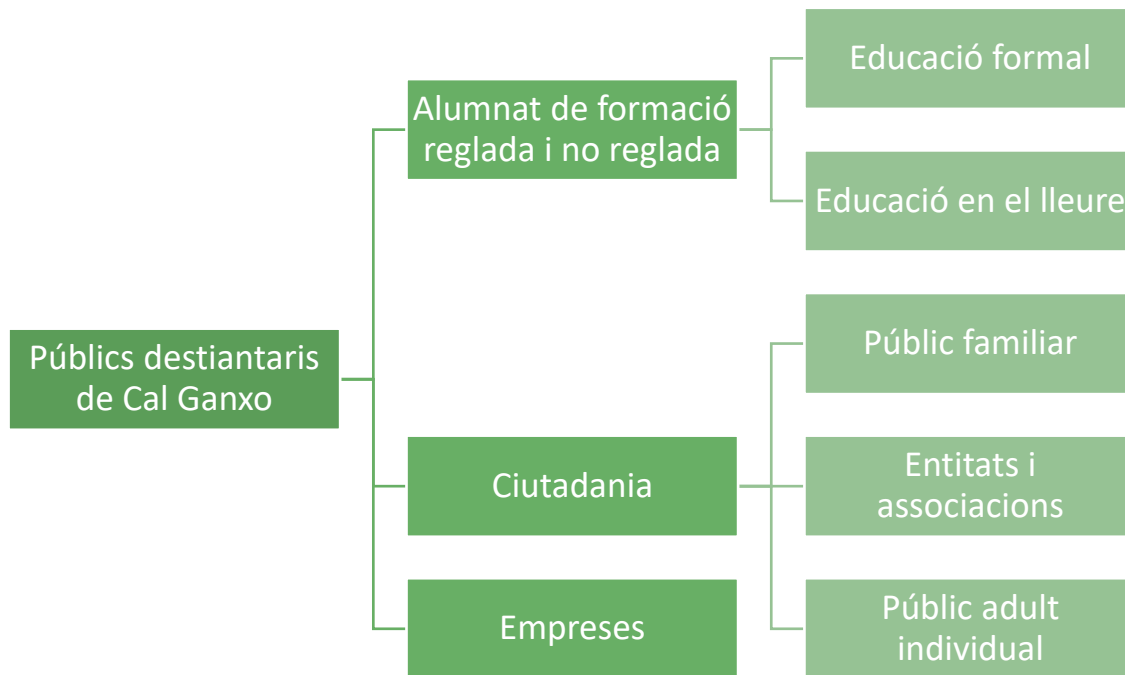 Públics destiantaris
de Cal Ganxo
Alumnat de formació
reglada i no reglada
Educació formal
Educació en el lleure
Ciutadania
Públic familiar
Entitats i
associacions
Públic adult
individual
Empreses